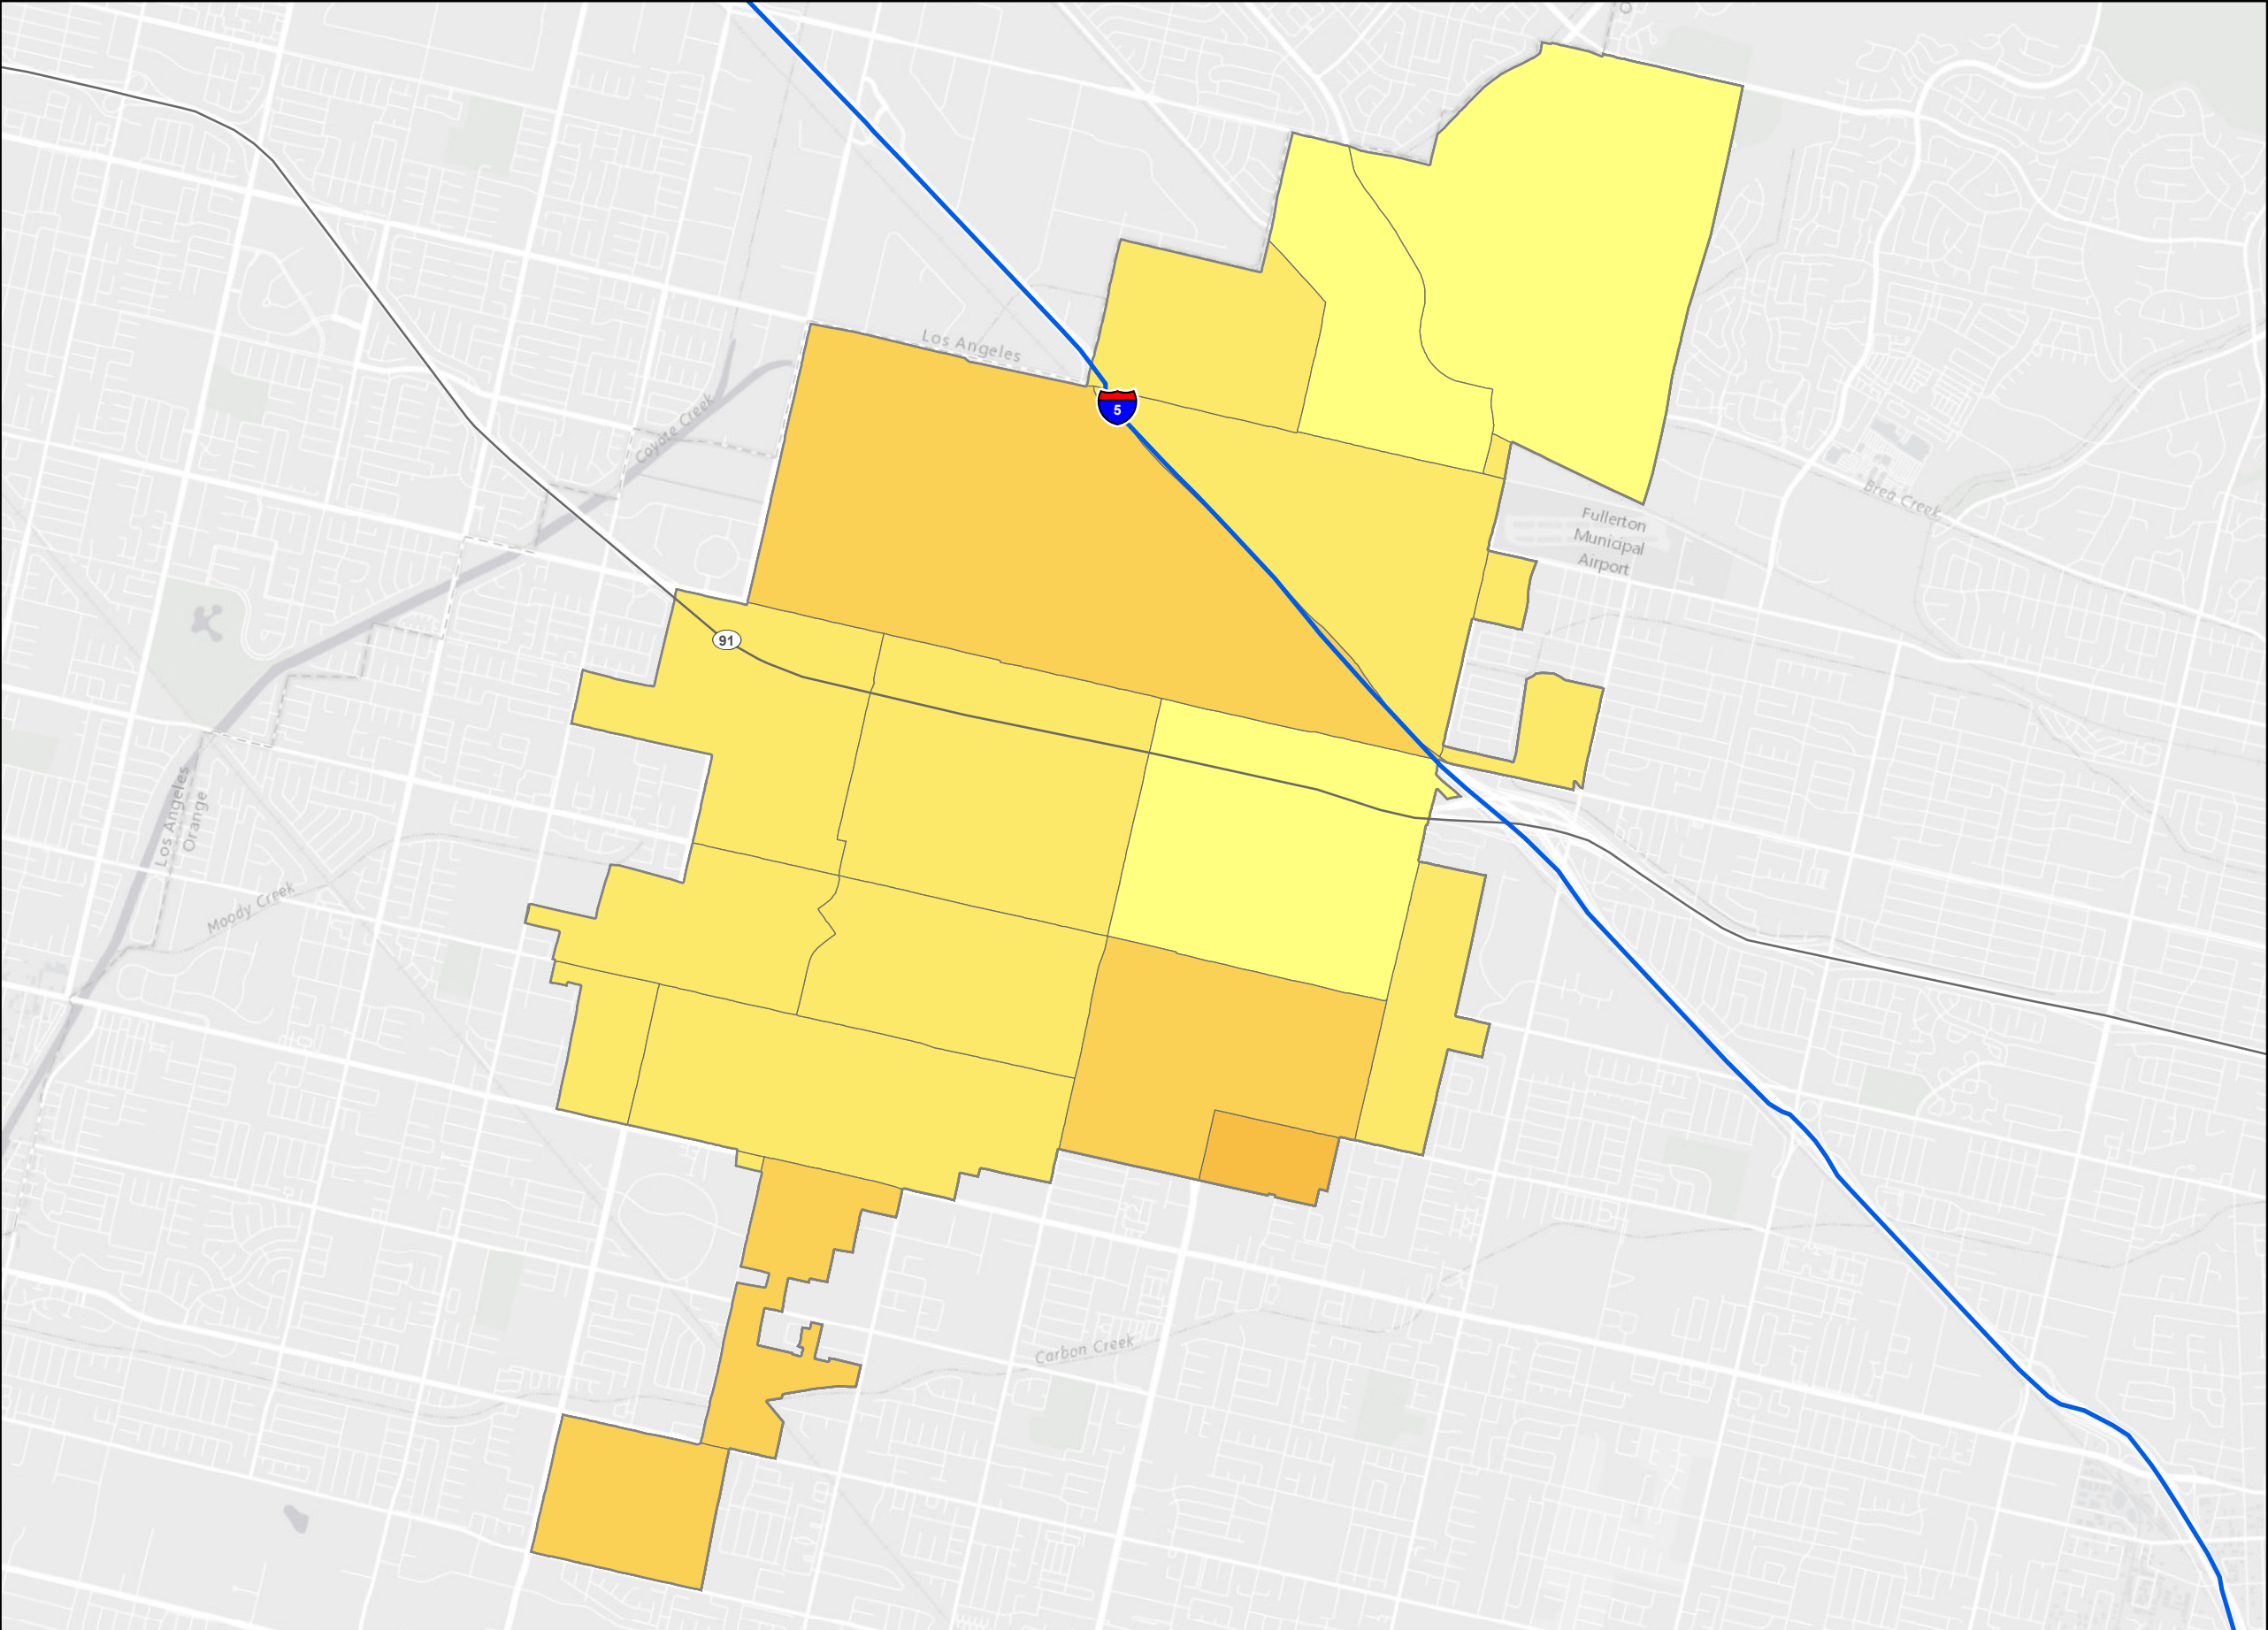 Los Angeles
5
Coyote Creek
Brea Creek
Fullerton
Municipal
Airport
91
Los Angeles
Orange
Moody Creek
Carbon Creek